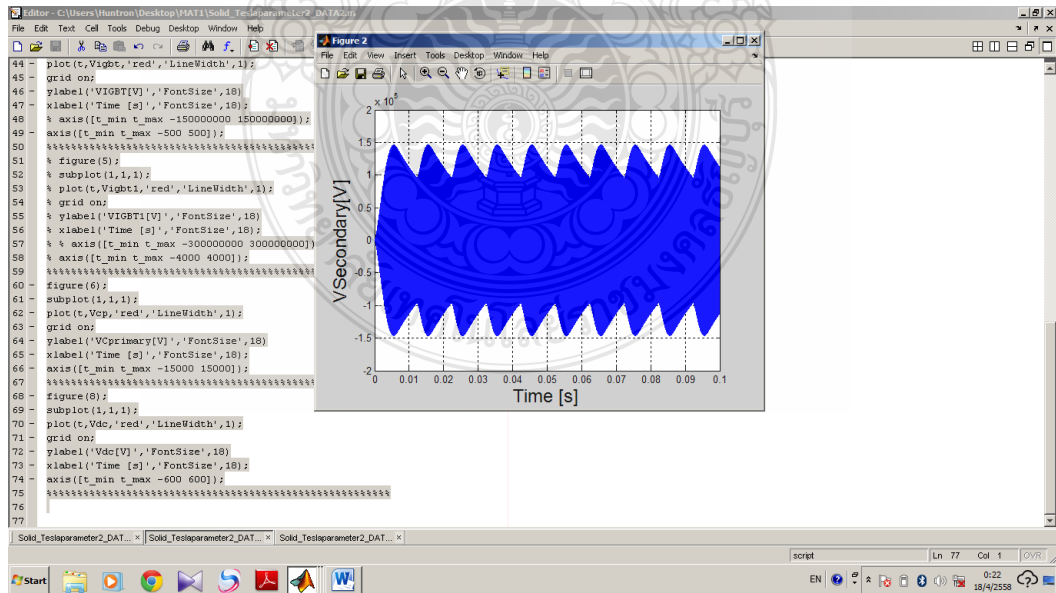 Editor - C:\Users\Huntron\Desktop\MAT1\Solid_Teslaparameter2_DATA2.m
File Edit Text Cell Tools Debug Desktop Window Help
44 - plot(t,Vigbt,'red','LineWidth',1);
45 - grid on;
46 - ylabel('VIGBT[V]','FontSize',18)
47 - xlabel('Time [s]','FontSize',18);
48 % axis([t_min t_max -150000000 150000000]);
49 - axis([t_min t_max -500 500]);
50 %%%%%%%%%%%%%%%%%%%%%%%%%%%%%%%%%%%%%%%%
51 % figure(5);
52 % subplot(1,1,1);
53 % plot(t,Vigbt1,'red','LineWidth',1);
54 % grid on;
55 % ylabel('VIGBT1[V]','FontSize',18)
56 % xlabel('Time [s]','FontSize',18);
57 % % axis([t_min t_max -300000000 300000000])
58 % axis([t_min t_max -4000 4000]);
59 %%%%%%%%%%%%%%%%%%%%%%%%%%%%%%%%%%%%%%%%
60 - figure(6);
61 - subplot(1,1,1);
62 - plot(t,Vcp,'red','LineWidth',1);
63 - grid on;
64 - ylabel('VCprimary[V]','FontSize',18)
65 - xlabel('Time [s]','FontSize',18);
66 - axis([t_min t_max -15000 15000]);
67 %%%%%%%%%%%%%%%%%%%%%%%%%%%%%%%%%%%%%%%%
68 - figure(8);
69 - subplot(1,1,1);
70 - plot(t,Vdc,'red','LineWidth',1);
71 - grid on;
72 - ylabel('Vdc[V]','FontSize',18)
73 - xlabel('Time [s]','FontSize',18);
74 - axis([t_min t_max -600 600]);
75 %%%%%%%%%%%%%%%%%%%%%%%%%%%%%%%%%%%%%%%%%%%%%%%%%%%%
76
77
Figure 2
File Edit View Insert Tools Desktop Window Help
x 10^5
2
1.5
1
0.5
0
-0.5
-1
-1.5
-2
VSecondary[V]
0 0.01 0.02 0.03 0.04 0.05 0.06 0.07 0.08 0.09 0.1
Time [s]
Solid_Teslaparameter2_DAT... × Solid_Teslaparameter2_DAT... × Solid_Teslaparameter2_DAT... ×
script Ln 77 Col 1 OVR
Start EN 0:22
18/4/2558